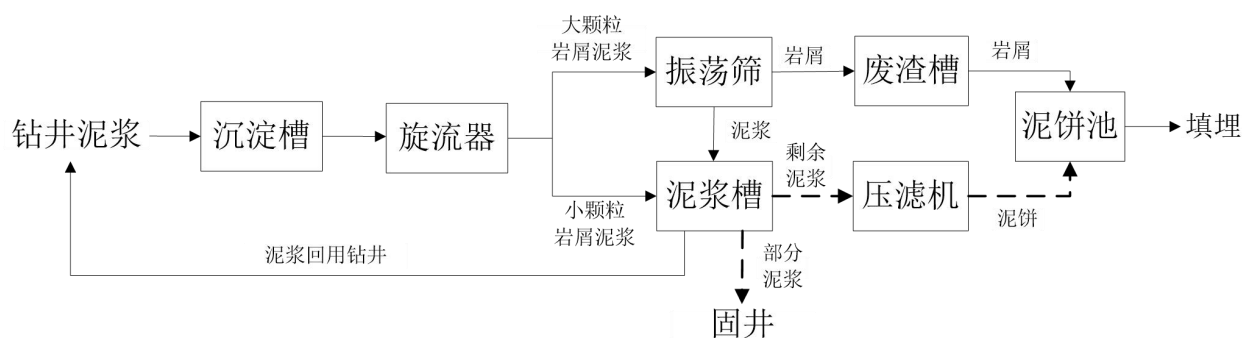 大颗粒
岩屑泥浆
振荡筛
岩屑
废渣槽
岩屑
钻井泥浆
沉淀槽
旋流器
泥浆
泥饼池
填埋
小颗粒
岩屑泥浆
泥浆槽
剩余
泥浆
压滤机
泥饼
泥浆回用钻井
部分
泥浆
固井